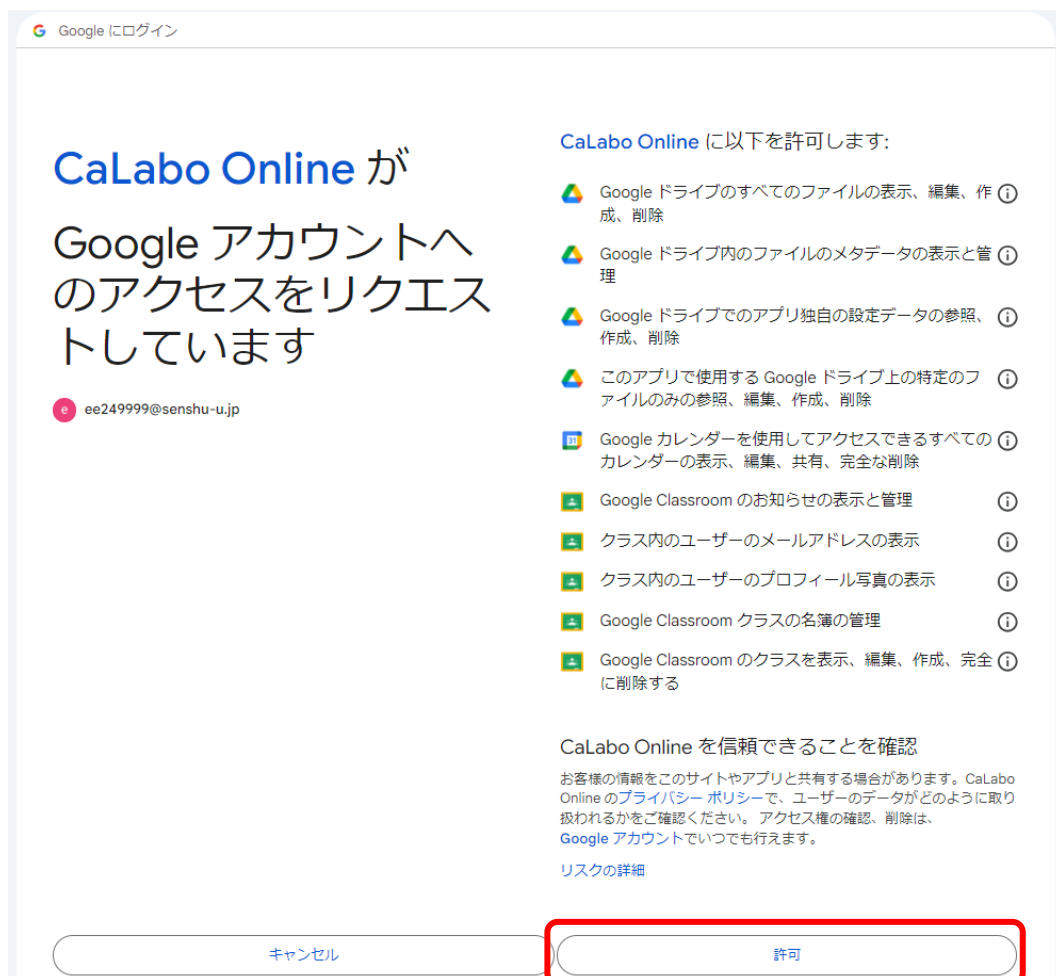 Google にログイン
CaLabo Online が
Google アカウントへ
のアクセスをリクエス
トしています
e ee249999@senshu-u.jp
CaLabo Online に以下を許可します:
Google ドライブのすべてのファイルの表示、編集、作
成、削除
Google ドライブ内のファイルのメタデータの表示と管
理
Google ドライブでのアプリ独自の設定データの参照、
作成、削除
このアプリで使用する Google ドライブ上の特定のフ
ァイルのみの参照、編集、作成、削除
31
Google カレンダーを使用してアクセスできるすべての
カレンダーの表示、編集、共有、完全な削除
Google Classroom のお知らせの表示と管理
クラス内のユーザーのメールアドレスの表示
クラス内のユーザーのプロフィール写真の表示
Google Classroom クラスの名簿の管理
Google Classroom のクラスを表示、編集、作成、完全
に削除する
CaLabo Online を信頼できることを確認
お客様の情報をこのサイトやアプリと共有する場合があります。CaLabo
Online のプライバシー ポリシーで、ユーザーのデータがどのように取り
扱われるかをご確認ください。 アクセス権の確認、削除は、
Google アカウントでいつでも行えます。
リスクの詳細
キャンセル
許可